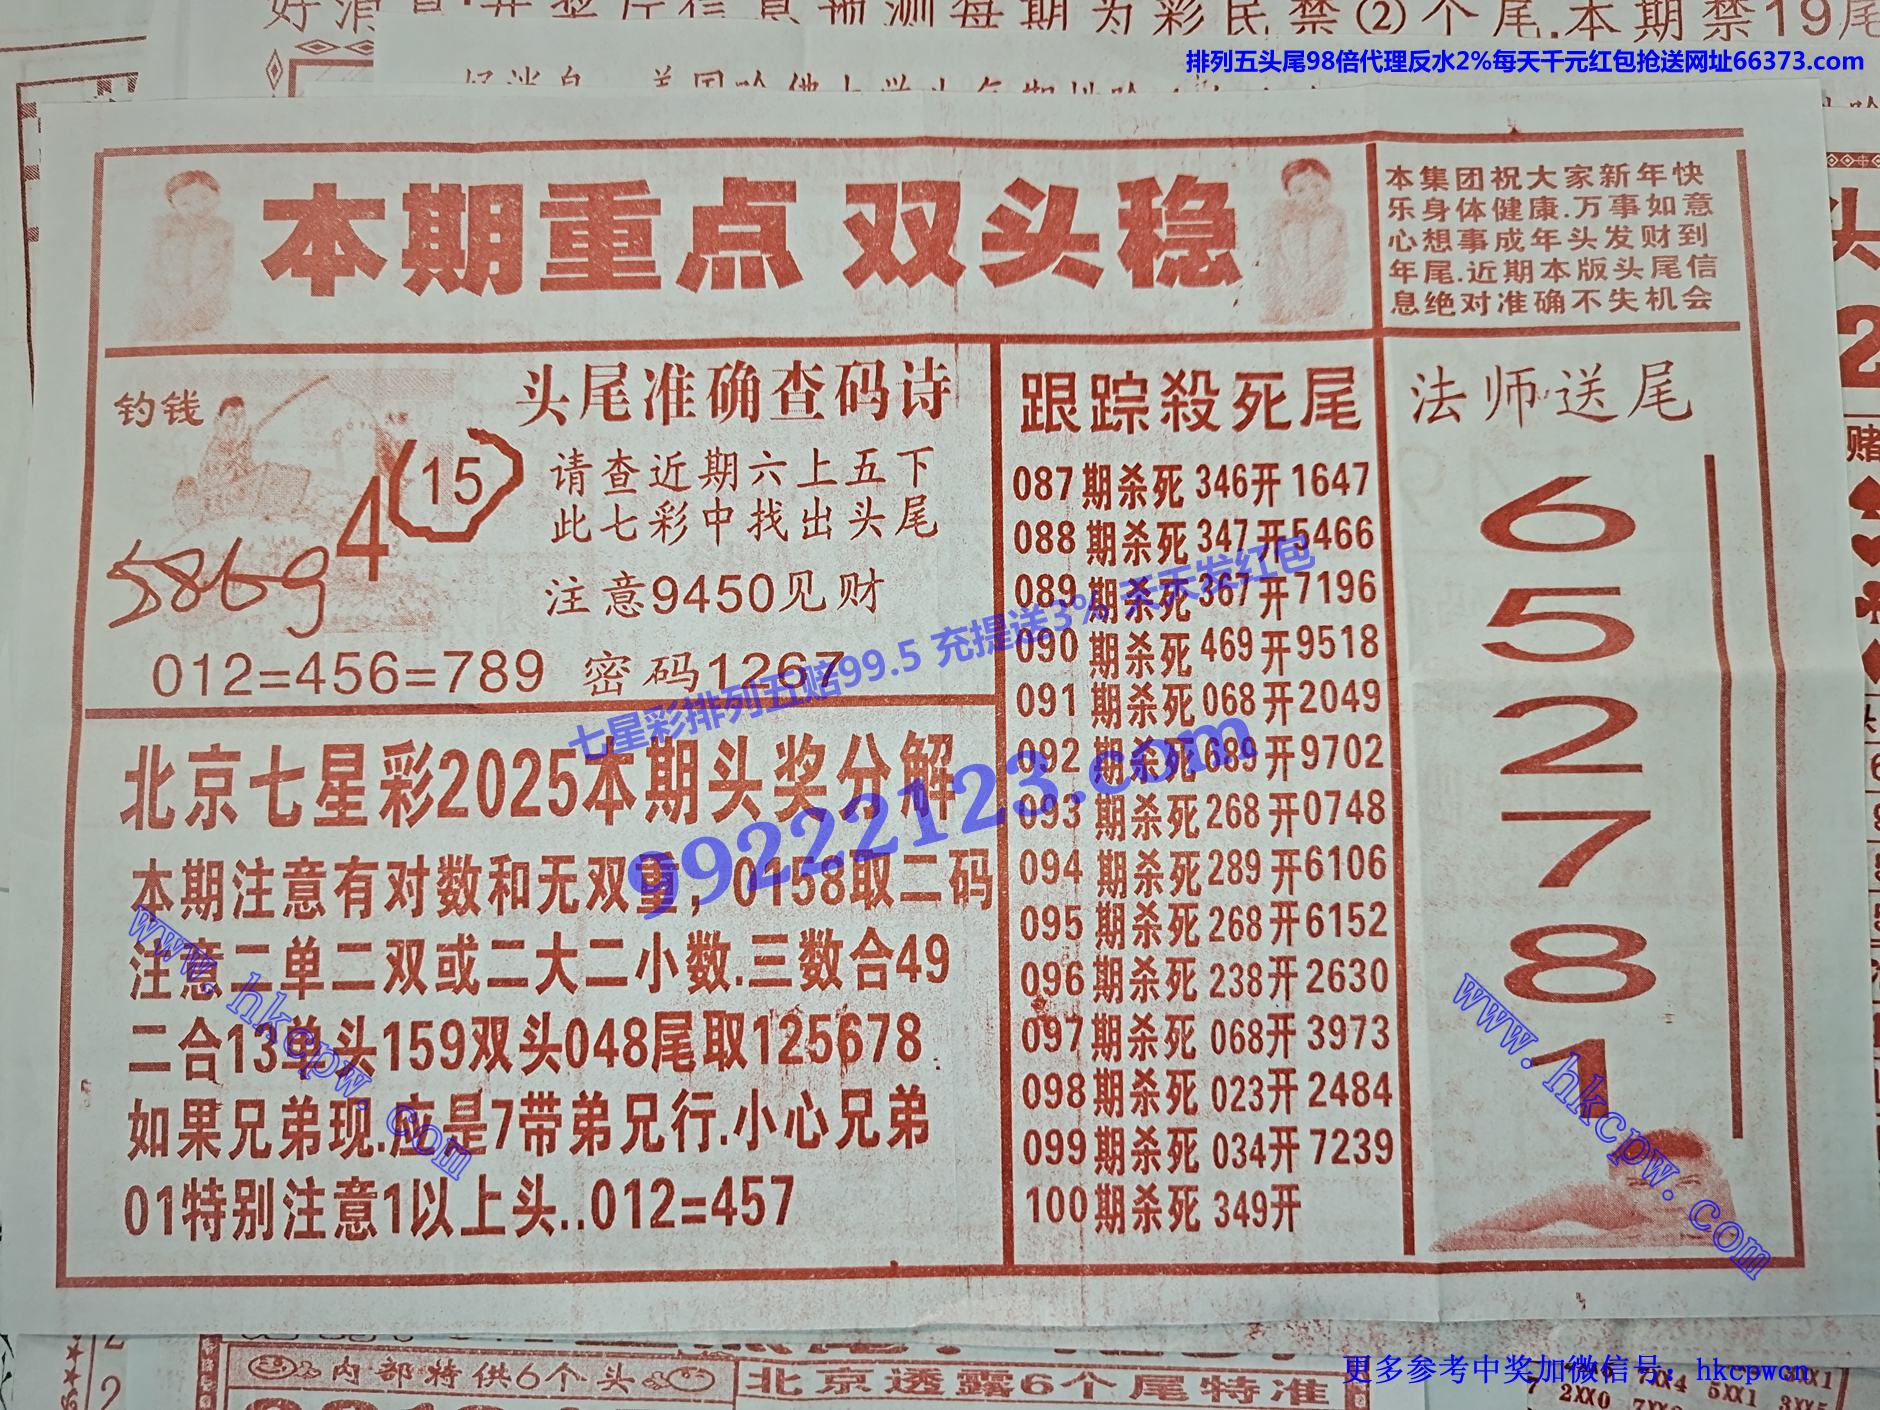 好消息.
为彩民禁②个尾.本期禁19尾
排列五头尾98倍代理反水2%每天千元红包抢送网址66373.com
本期重点 双头稳
本集团祝大家新年快
乐身体健康.万事如意
心想事成年头发财到
年尾.近期本版头尾信
息绝对准确不失机会
钓钱
4
15
5869
头尾准确查码诗
请查近期六上五下
此七彩中找出头尾
注意9450见财
012=456=789 密码1267
北京七星彩2025本期头奖分解
本期注意有对数和无双重，0158取二码
注意二单二双或二大二小数.三数合49
二合13单头159双头048尾取125678.
如果兄弟现.应是7带弟兄行.小心兄弟
01特别注意1以上头..012=457
跟踪殺死尾
087期杀死346开1647
088期杀死347开5466
089期杀死367开7196
090期杀死469开9518
091期杀死068开2049
092期杀死689开9702
093期杀死268开0748
094期杀死289开6106
095期杀死268开6152
096期杀死238开2630
097期杀死068开3973
098期杀死023开2484
099期杀死034开7239
100期杀死349开
法师送尾
6
5
2
7
8
1
七星彩排列五赔99.5 充提送3% 天天发红包
99222123.com
www.hkcpw.com
www.hkcpw.com
内部特供6个头
北京透露6个尾特准
更多参考中奖加微信号：hkcpwcn
2XX0
5XX1